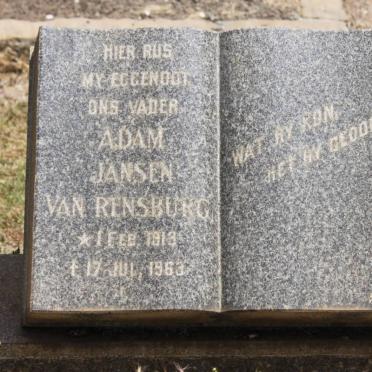 HIER RUS
MY EGGENOOT
ONS VADER
ADAM
JANSEN
VAN RENSBURG
★ 1 FEB. 1913
† 17 JUL. 1963
WAT HY KON,
HET HY GEDOEN